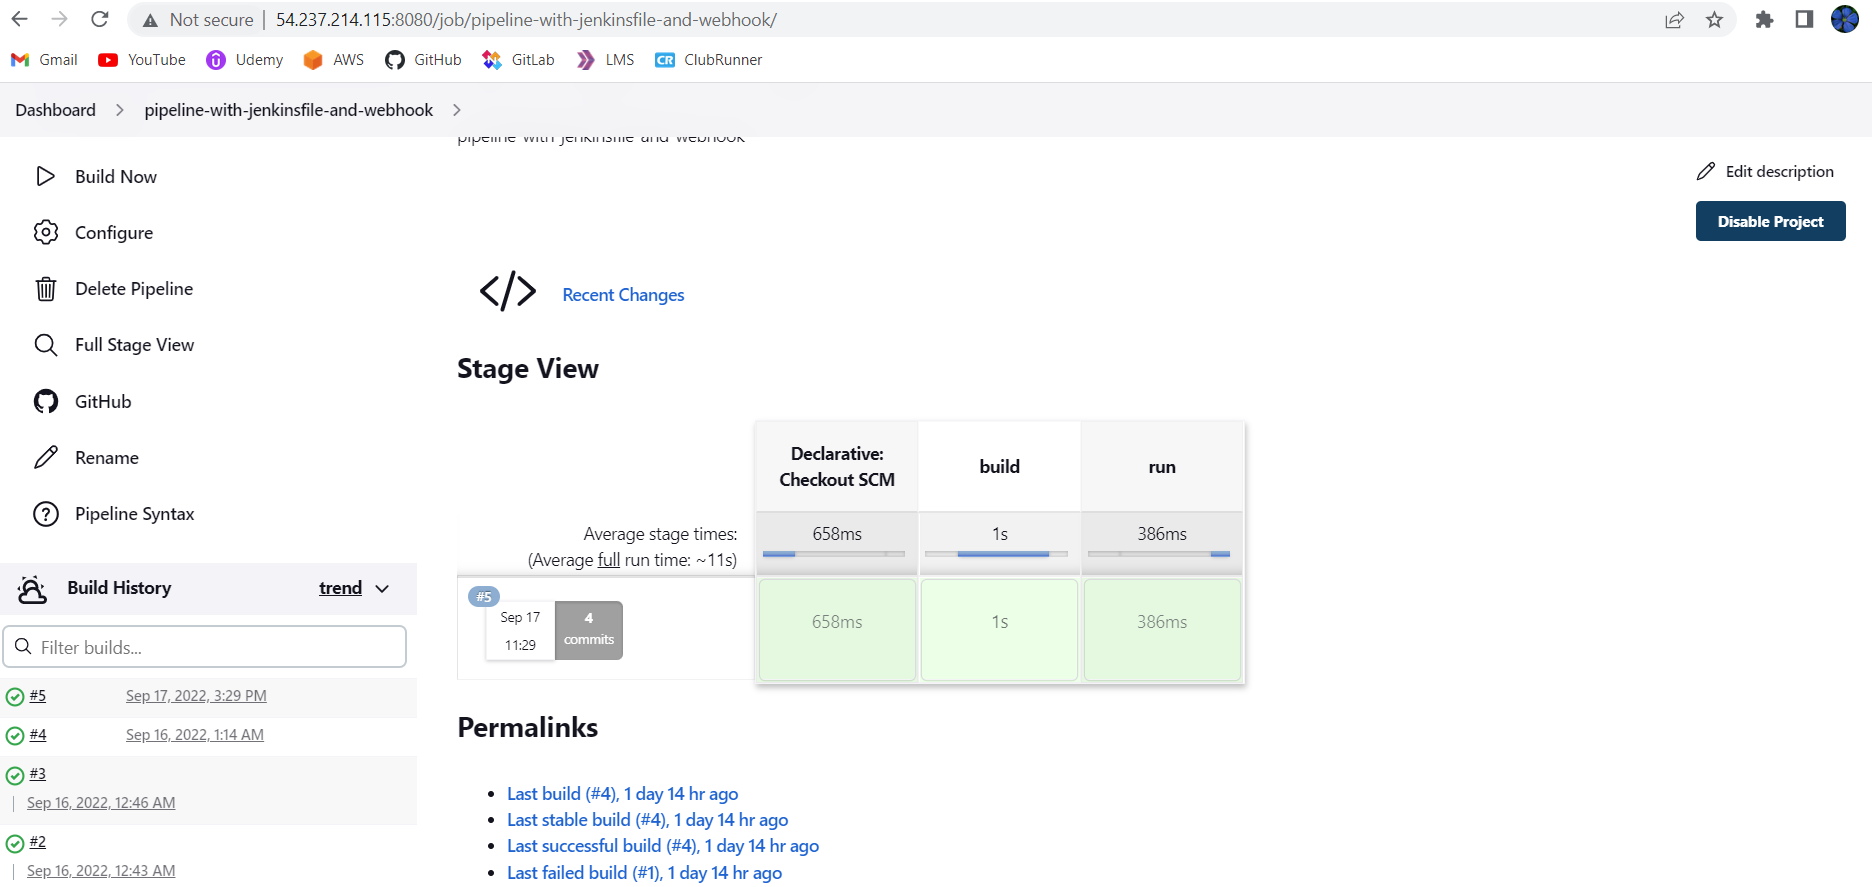 Not secure | 54.237.214.115:8080/job/pipeline-with-jenkinsfile-and-webhook/
Gmail YouTube Udemy AWS GitHub GitLab LMS CR ClubRunner
Dashboard pipeline-with-jenkinsfile-and-webhook
pipeline-with-jenkinsfile-and-webhook
Build Now
Configure
Delete Pipeline
Full Stage View
GitHub
Rename
Pipeline Syntax
Build History trend
Filter builds...
#5 Sep 17, 2022, 3:29 PM
#4 Sep 16, 2022, 1:14 AM
#3
Sep 16, 2022, 12:46 AM
#2
Sep 16, 2022, 12:43 AM
Edit description
Disable Project
Recent Changes
Stage View
Declarative:
Checkout SCM
build
run
Average stage times:
(Average full run time: ~11s)
658ms
1s
386ms
#5
Sep 17
11:29
4
commits
658ms
1s
386ms
Permalinks
Last build (#4), 1 day 14 hr ago
Last stable build (#4), 1 day 14 hr ago
Last successful build (#4), 1 day 14 hr ago
Last failed build (#1), 1 day 14 hr ago